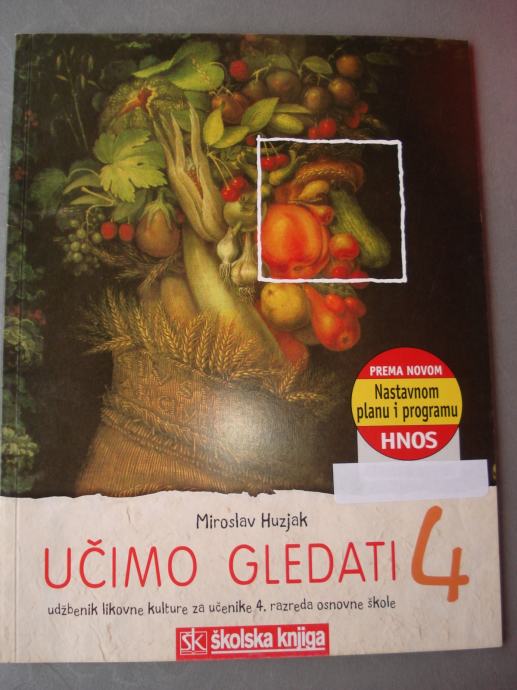 PREMA NOVOM
Nastavnom
planu i programu
HNOS
Miroslav Huzjak
UČIMO GLEDATI 4
udžbenik likovne kulture za učenike 4. razreda osnovne škole
šk školska knjiga